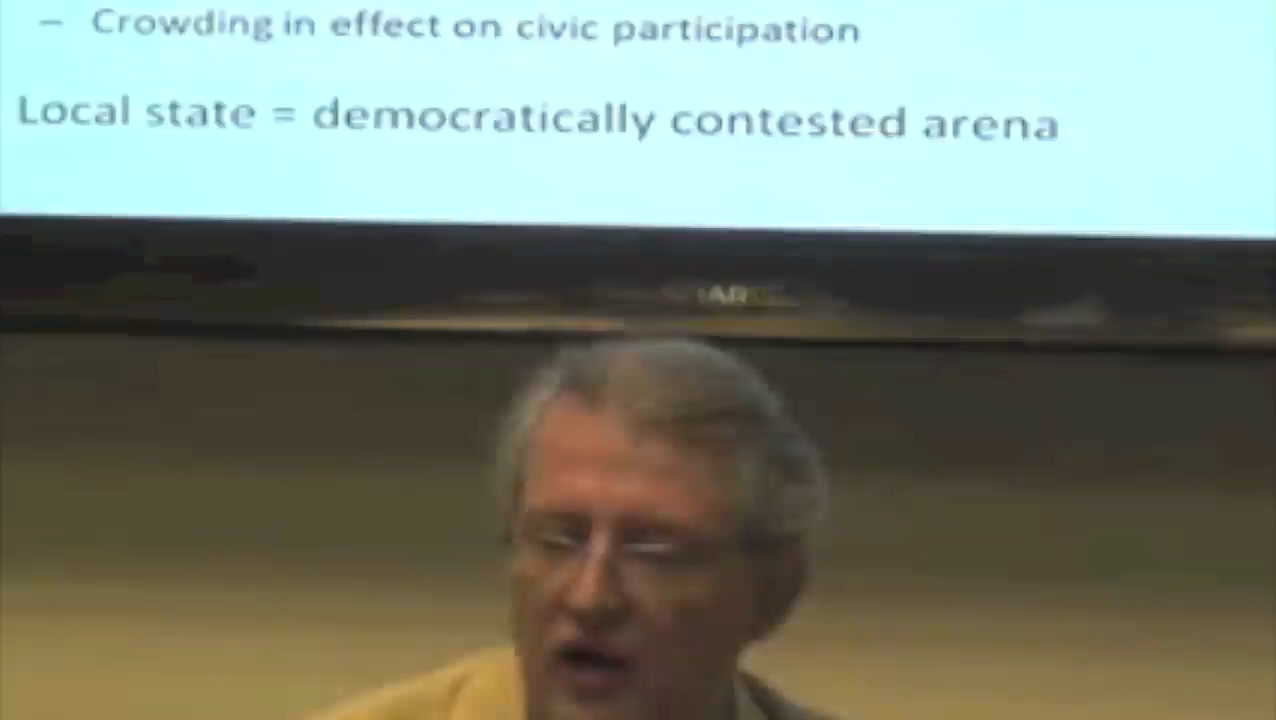 – Crowding in effect on civic participation
Local state = democratically contested arena